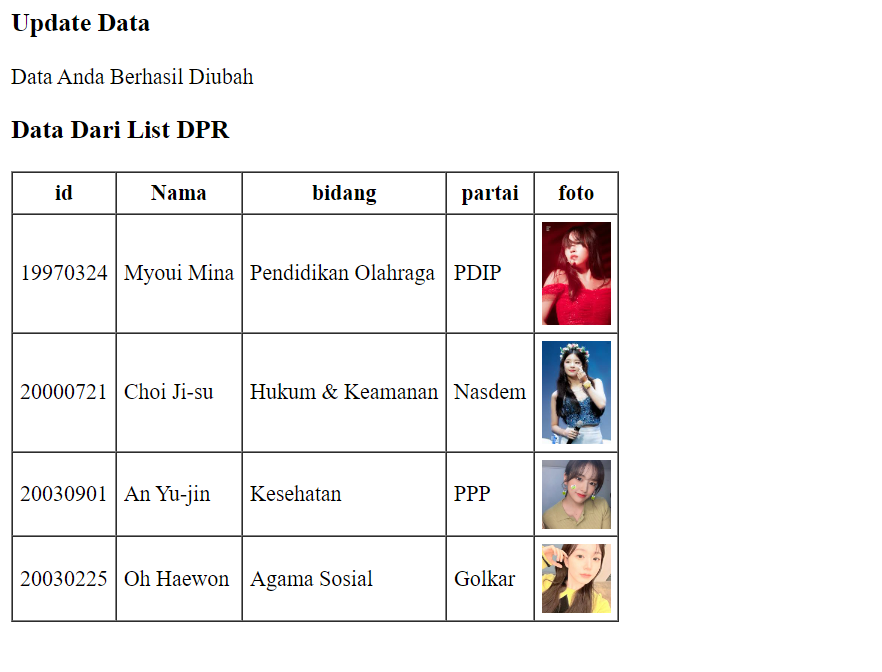 Update Data
Data Anda Berhasil Diubah
Data Dari List DPR
id Nama bidang partai foto
19970324 Myoui Mina Pendidikan Olahraga PDIP
20000721 Choi Ji-su Hukum & Keamanan Nasdem
20030901 An Yu-jin Kesehatan PPP
20030225 Oh Haewon Agama Sosial Golkar